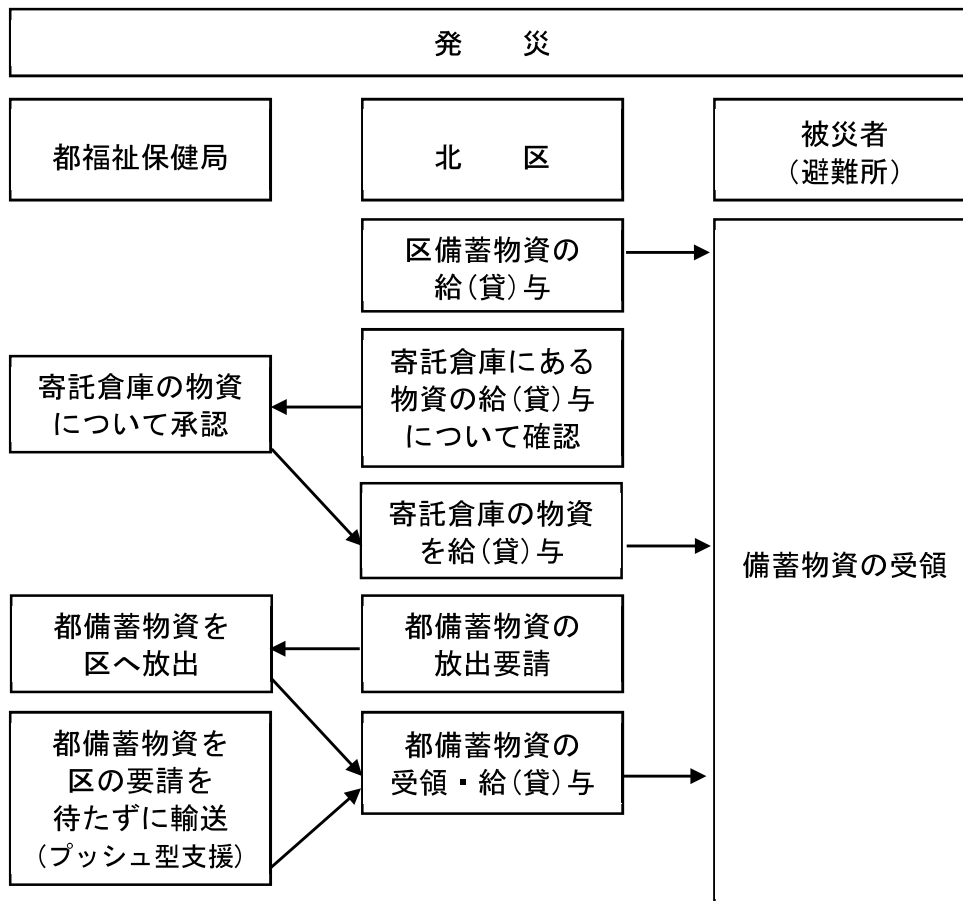 発　　災
都福祉保健局
北　　区
被災者
（避難所）
区備蓄物資の
給（貸）与
寄託倉庫にある
物資の給（貸）与
について確認
寄託倉庫の物資
について承認
寄託倉庫の物資
を給（貸）与
備蓄物資の受領
都備蓄物資の
放出要請
都備蓄物資を
区へ放出
都備蓄物資を
区の要請を
待たずに輸送
（プッシュ型支援）
都備蓄物資の
受領・給（貸）与